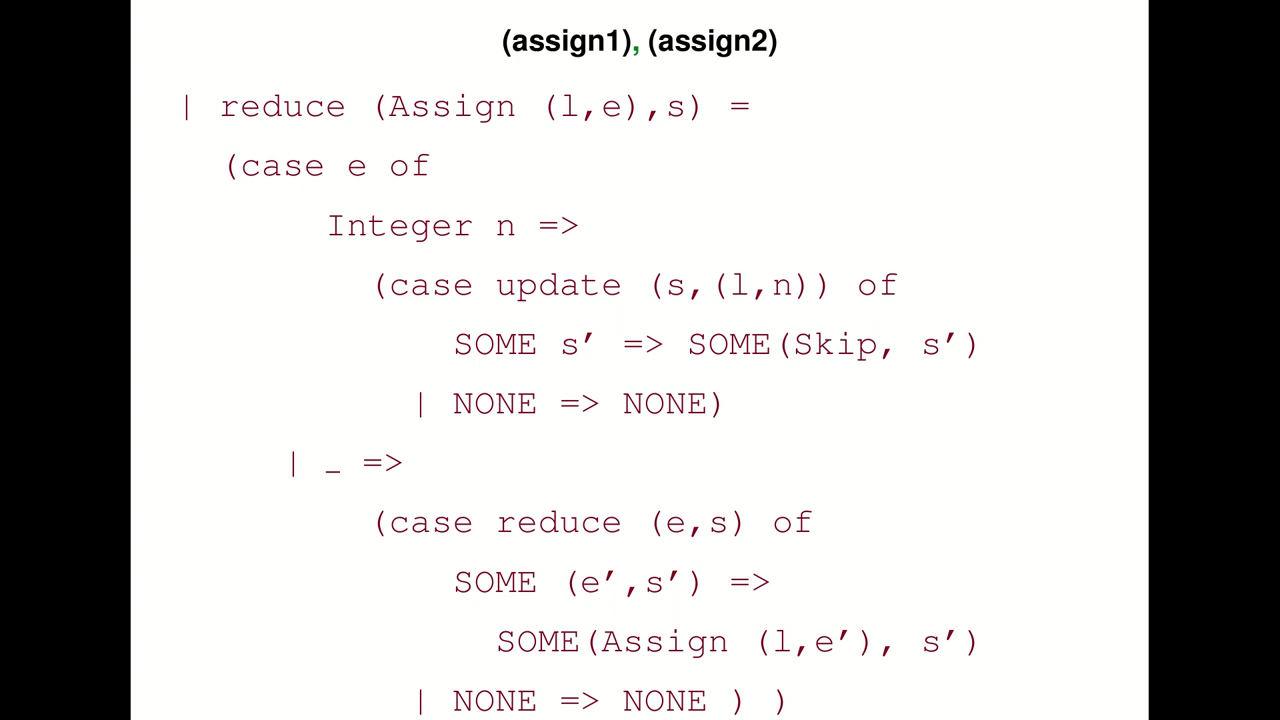 (assign1), (assign2)
| reduce (Assign (l,e),s) =
(case e of
Integer n =>
(case update (s,(l,n)) of
SOME s' => SOME(Skip, s')
| NONE => NONE)
| _ =>
(case reduce (e,s) of
SOME (e',s') =>
SOME(Assign (l,e'), s')
| NONE => NONE ) )